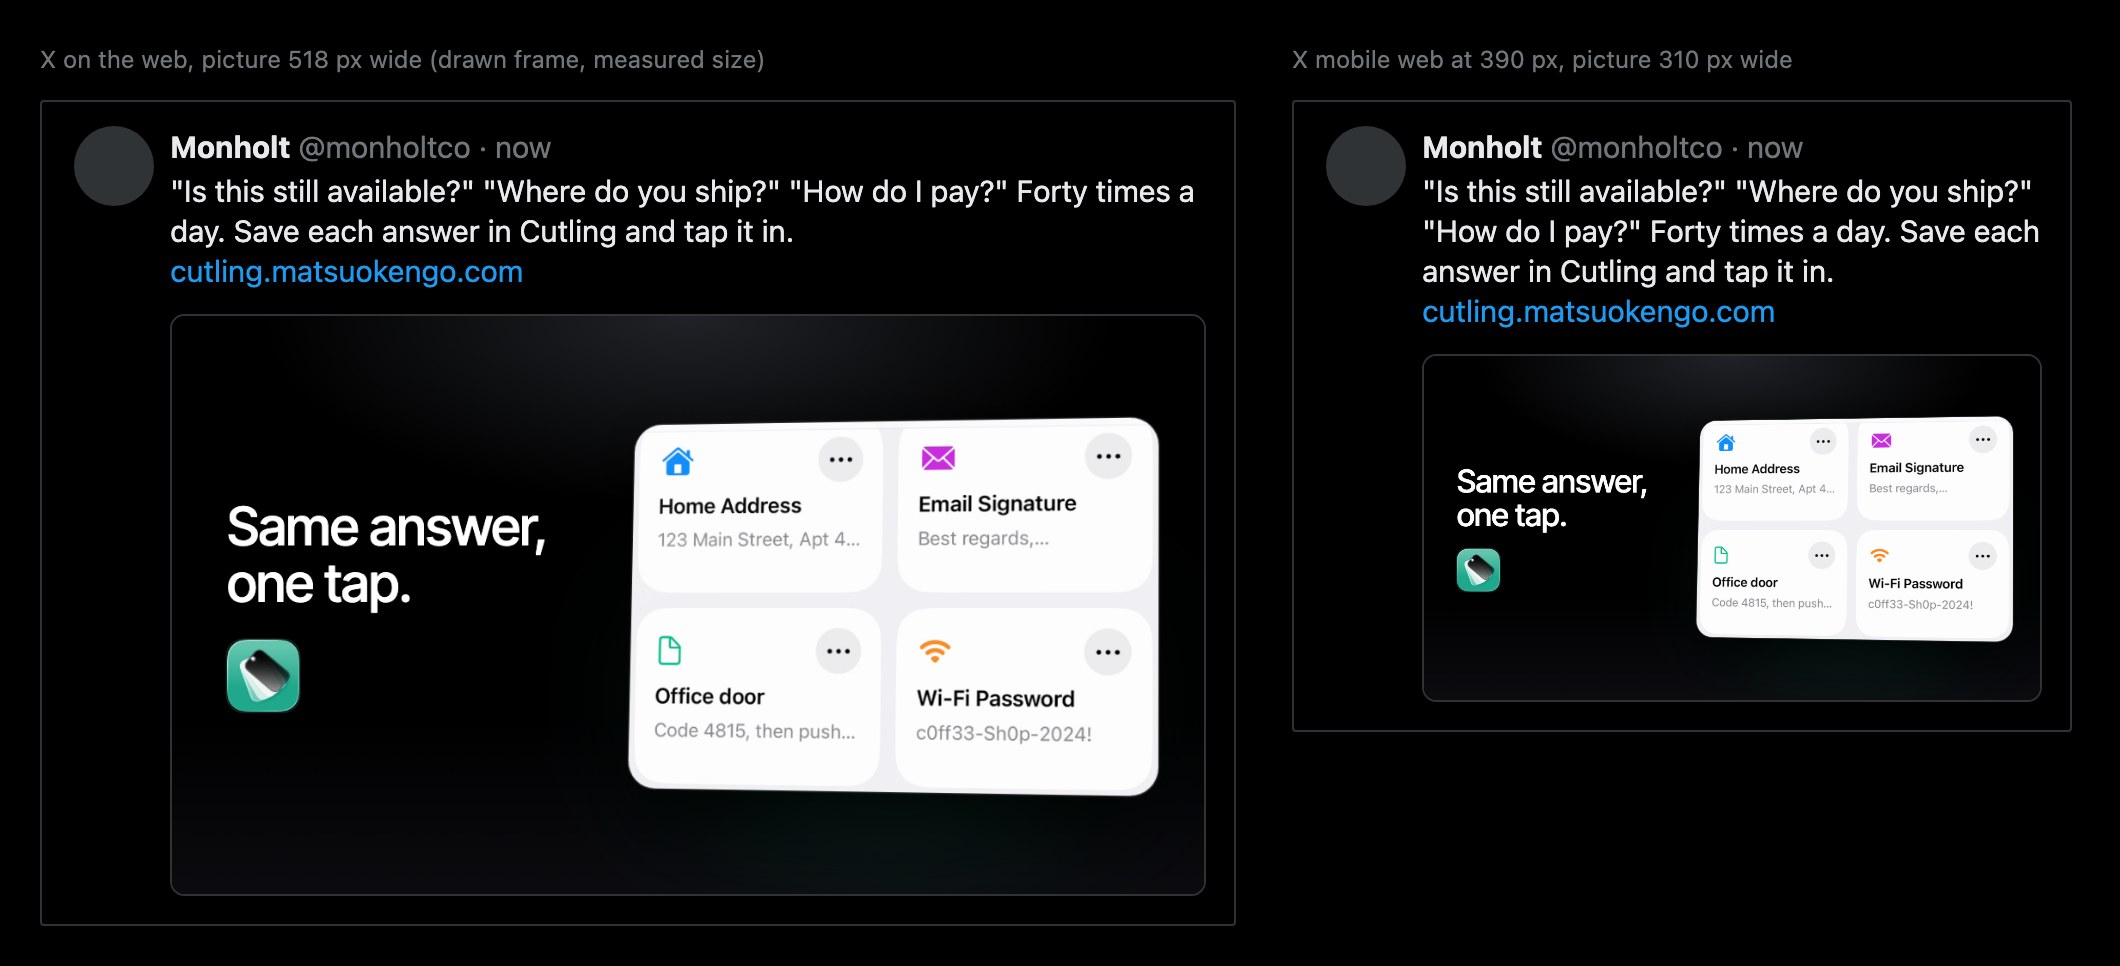 X on the web, picture 518 px wide (drawn frame, measured size)
Monholt @monholtco · now
"Is this still available?" "Where do you ship?" "How do I pay?" Forty times a
day. Save each answer in Cutling and tap it in.
cutling.matsuokengo.com
Same answer,
one tap.
Home Address
123 Main Street, Apt 4...
Email Signature
Best regards,...
Office door
Code 4815, then push...
Wi-Fi Password
c0ff33-Sh0p-2024!
X mobile web at 390 px, picture 310 px wide
Monholt @monholtco · now
"Is this still available?" "Where do you ship?"
"How do I pay?" Forty times a day. Save each
answer in Cutling and tap it in.
cutling.matsuokengo.com
Same answer,
one tap.
Home Address
123 Main Street, Apt 4...
Email Signature
Best regards,...
Office door
Code 4815, then push...
Wi-Fi Password
c0ff33-Sh0p-2024!